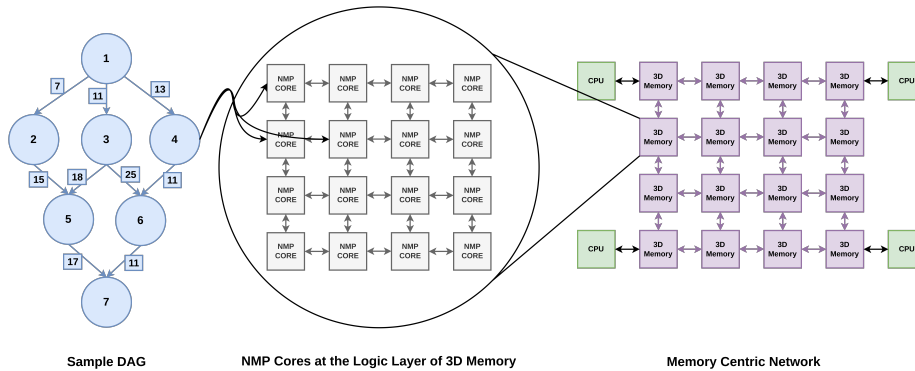 1
7
11
13
2
3
4
15
18
25
11
5
6
17
11
7
Sample DAG
NMP
CORE
NMP
CORE
NMP
CORE
NMP
CORE
NMP
CORE
NMP
CORE
NMP
CORE
NMP
CORE
NMP
CORE
NMP
CORE
NMP
CORE
NMP
CORE
NMP
CORE
NMP
CORE
NMP
CORE
NMP
CORE
NMP Cores at the Logic Layer of 3D Memory
CPU
3D
Memory
3D
Memory
3D
Memory
3D
Memory
CPU
3D
Memory
3D
Memory
3D
Memory
3D
Memory
3D
Memory
3D
Memory
3D
Memory
3D
Memory
CPU
3D
Memory
3D
Memory
3D
Memory
3D
Memory
CPU
Memory Centric Network